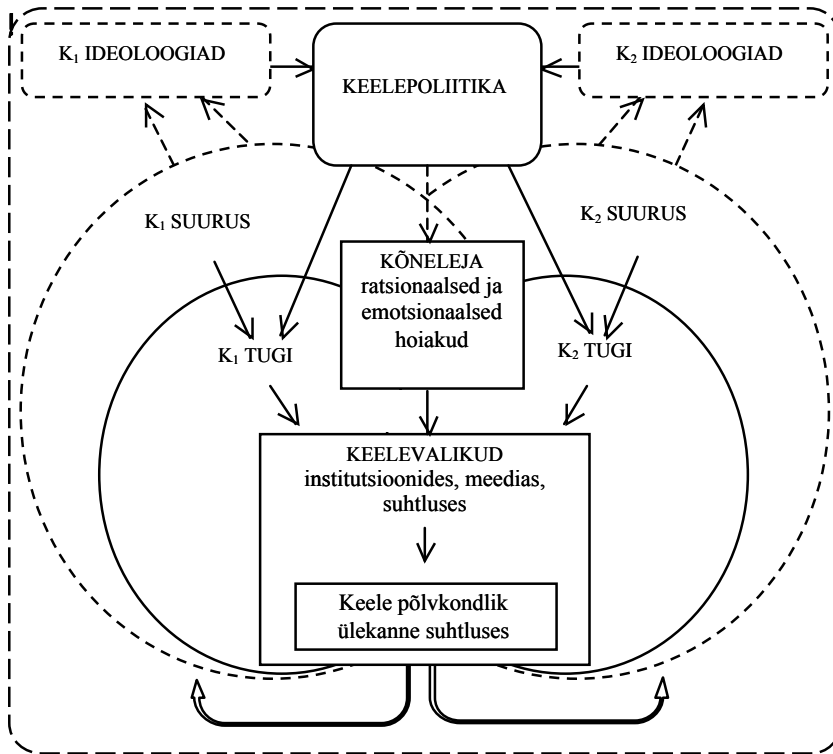 K₁ IDEOLOOGIAD
KEELEPOLIITIKA
K₂ IDEOLOOGIAD
K₁ SUURUS
K₂ SUURUS
KÕNELEJA
ratsionaalsed ja
emotsionaalsed
hoiakud
K₁ TUGI
K₂ TUGI
KEELEVALIKUD
institutsioonides, meedias,
suhtluses
Keele põlvkondlik
ülekanne suhtluses